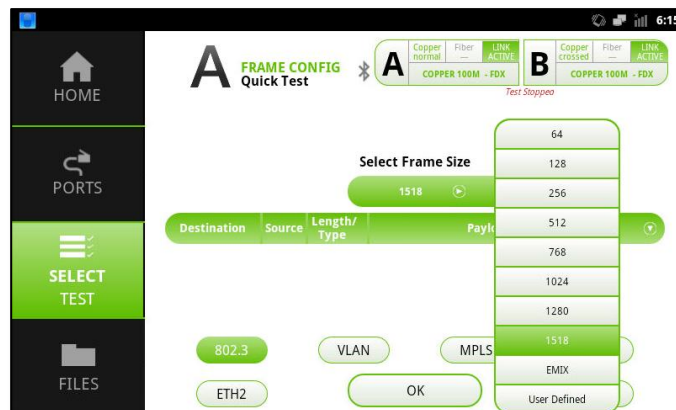 6:15
HOME
PORTS
SELECT
TEST
FILES
A FRAME CONFIG
Quick Test
A Copper normal Fiber --- LINK ACTIVE
COPPER 100M - FDX
B Copper crossed Fiber --- LINK ACTIVE
COPPER 100M - FDX
Test Stopped
Select Frame Size
1518
Destination Source Length/ Type
64
128
256
512
768
1024
1280
1518
EMIX
User Defined
802.3 VLAN MPLS
ETH2 OK